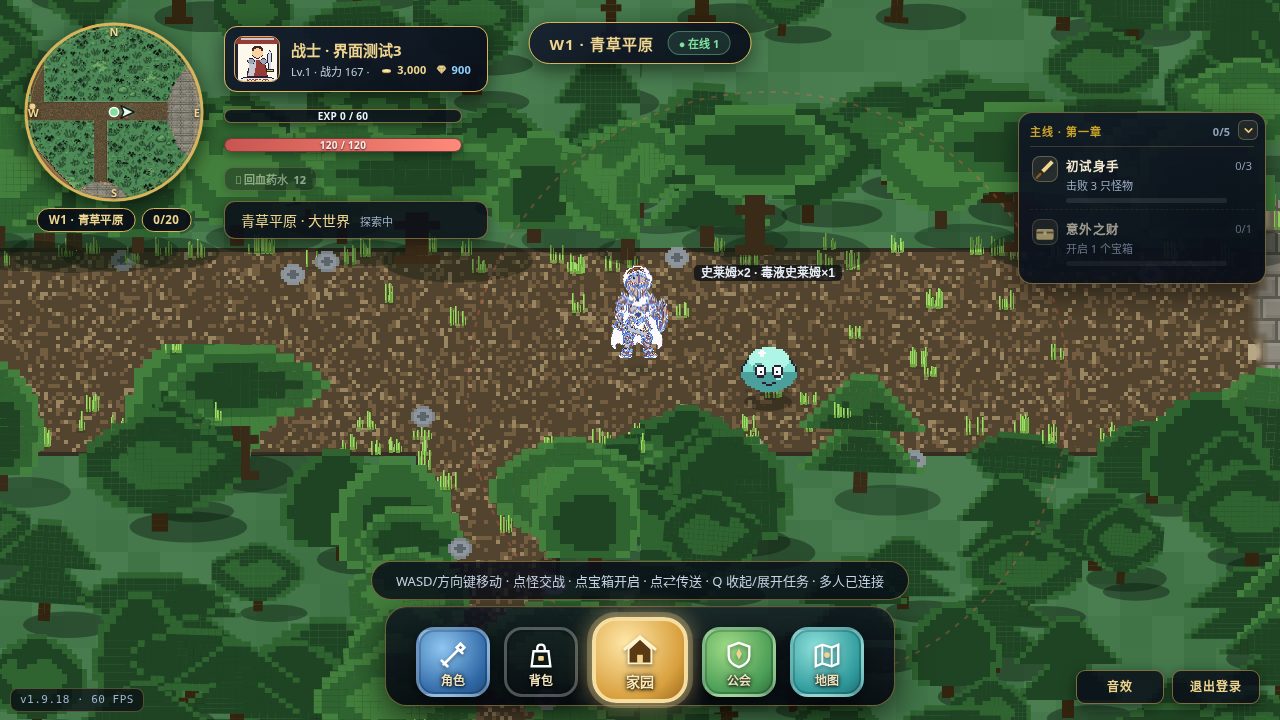 N
W
E
S
W1 · 青草平原
0/20
战士 · 界面测试3
Lv.1 · 战力 167 · 3,000 900
EXP 0 / 60
120 / 120
回血药水 12
青草平原 · 大世界 探索中
W1 · 青草平原 ● 在线 1
主线 · 第一章 0/5
初试身手 0/3
击败 3 只怪物
意外之财 0/1
开启 1 个宝箱
史莱姆×2 · 毒液史莱姆×1
WASD/方向键移动 · 点怪交战 · 点宝箱开启 · 点⇄传送 · Q 收起/展开任务 · 多人已连接
角色
背包
家园
公会
地图
v1.9.18 · 60 FPS
音效
退出登录